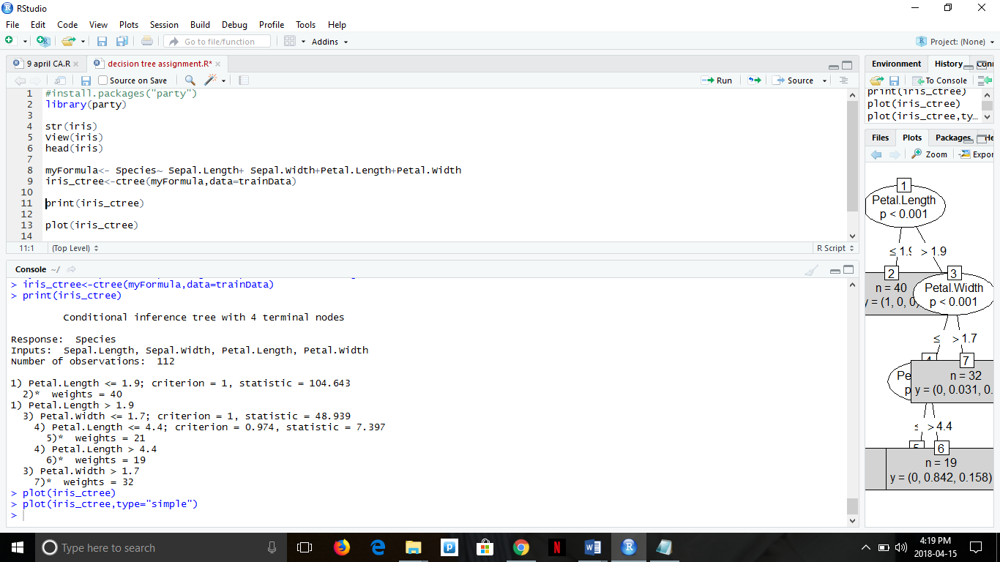 RStudio
File Edit Code View Plots Session Build Debug Profile Tools Help
Go to file/function
Addins
Project: (None)
9 april CA.R
decision tree assignment.R*
Source on Save
Run
Source
1 #install.packages("party")
2 library(party)
3
4 str(iris)
5 View(iris)
6 head(iris)
7
8 myFormula<- Species~ Sepal.Length+ Sepal.Width+Petal.Length+Petal.Width
9 iris_ctree<-ctree(myFormula,data=trainData)
10
11 print(iris_ctree)
12
13 plot(iris_ctree)
14
11:1 (Top Level) R Script
Console ~/
> iris_ctree<-ctree(myFormula,data=trainData)
> print(iris_ctree)
Conditional inference tree with 4 terminal nodes
Response: Species
Inputs: Sepal.Length, Sepal.Width, Petal.Length, Petal.Width
Number of observations: 112
1) Petal.Length <= 1.9; criterion = 1, statistic = 104.643
2)* weights = 40
1) Petal.Length > 1.9
3) Petal.Width <= 1.7; criterion = 1, statistic = 48.939
4) Petal.Length <= 4.4; criterion = 0.974, statistic = 7.397
5)* weights = 21
4) Petal.Length > 4.4
6)* weights = 19
3) Petal.Width > 1.7
7)* weights = 32
> plot(iris_ctree)
> plot(iris_ctree,type="simple")
>
Environment History Conn
To Console
print(iris_ctree)
plot(iris_ctree)
plot(iris_ctree,ty…
Files Plots Packages He
Zoom Expor
1
Petal.Length
p < 0.001
≤ 1.9 > 1.9
2
n = 40
y = (1, 0, 0)
3
Petal.Width
p < 0.001
≤ > 1.7
4
Pe
p
7
n = 32
y = (0, 0.031, 0.
≤ > 4.4
5 6
n = 19
y = (0, 0.842, 0.158)
Type here to search
4:19 PM
2018-04-15